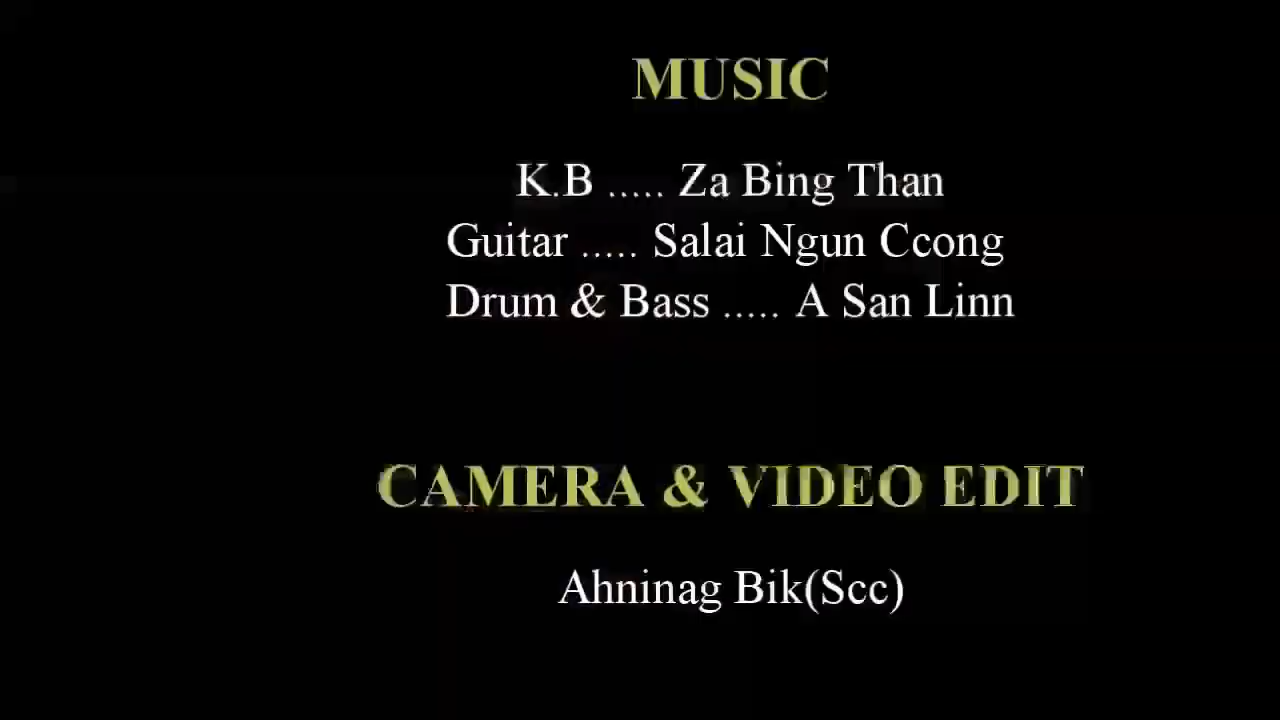 MUSIC
K.B ..... Za Bing Than
Guitar ..... Salai Ngun Ccong
Drum & Bass ..... A San Linn
CAMERA & VIDEO EDIT
Ahninag Bik(Scc)